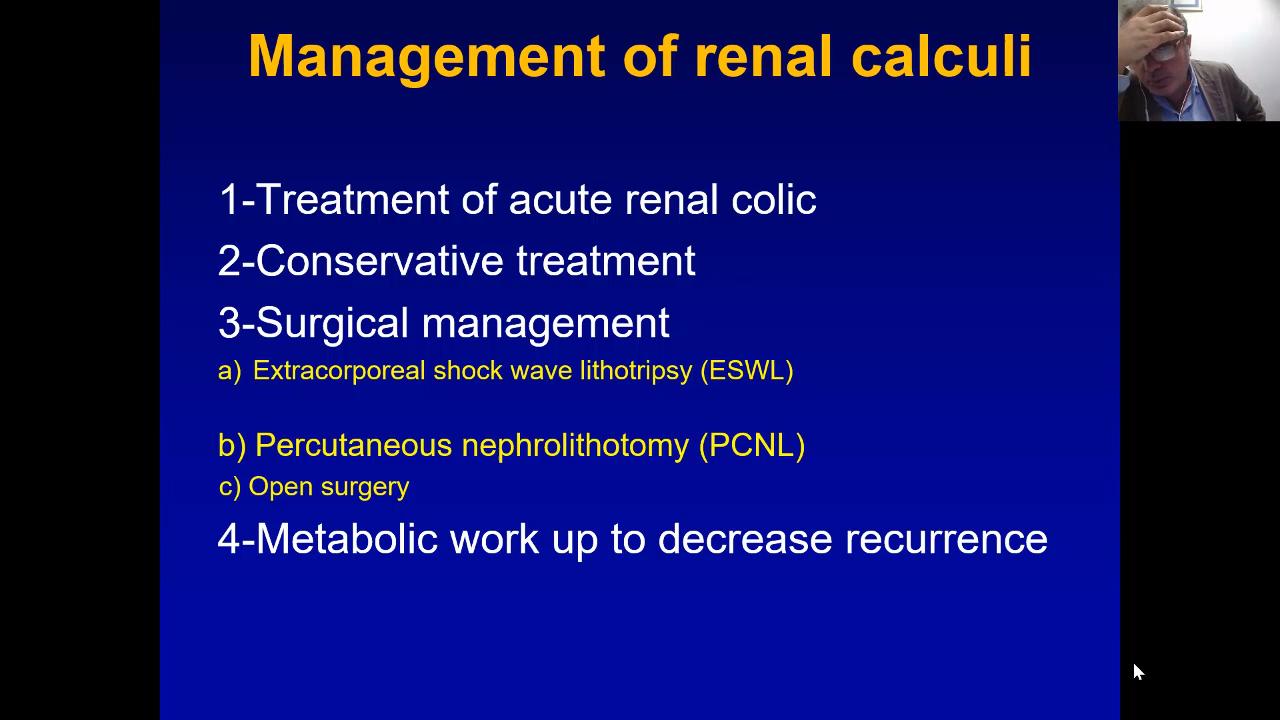 Management of renal calculi
1-Treatment of acute renal colic
2-Conservative treatment
3-Surgical management
a) Extracorporeal shock wave lithotripsy (ESWL)
b) Percutaneous nephrolithotomy (PCNL)
c) Open surgery
4-Metabolic work up to decrease recurrence